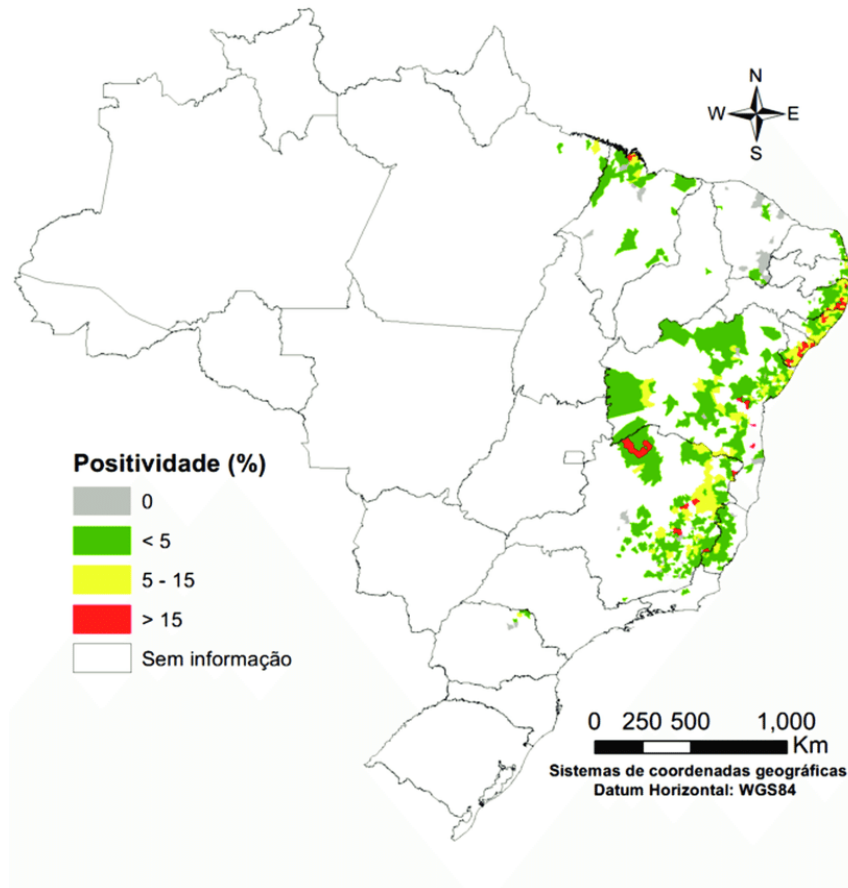 N
W E
S
Positividade (%)
0
< 5
5 - 15
> 15
Sem informação
0 250 500 1,000
Km
Sistemas de coordenadas geográficas
Datum Horizontal: WGS84